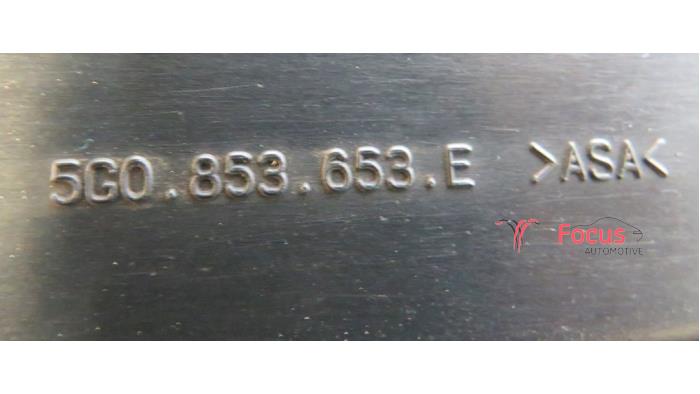 5G0.853.653.E >ASA<
Focus
AUTOMOTIVE